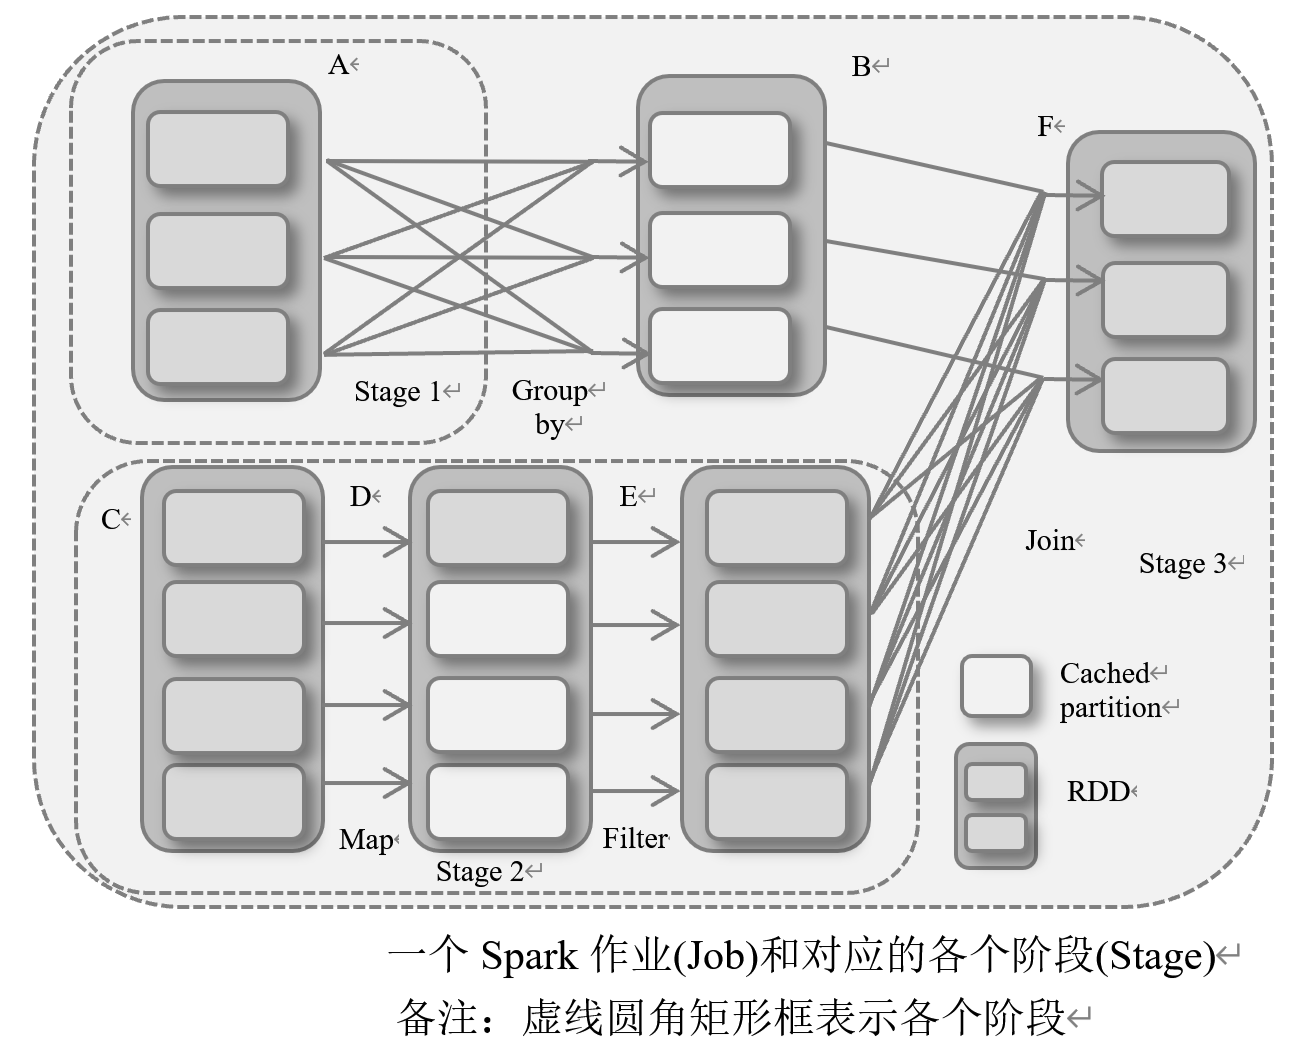 A
B
F
Stage 1
Group
by
C
D
E
Join
Stage 3
Cached
partition
RDD
Map
Filter
Stage 2
一个 Spark 作业(Job)和对应的各个阶段(Stage)
备注：虚线圆角矩形框表示各个阶段